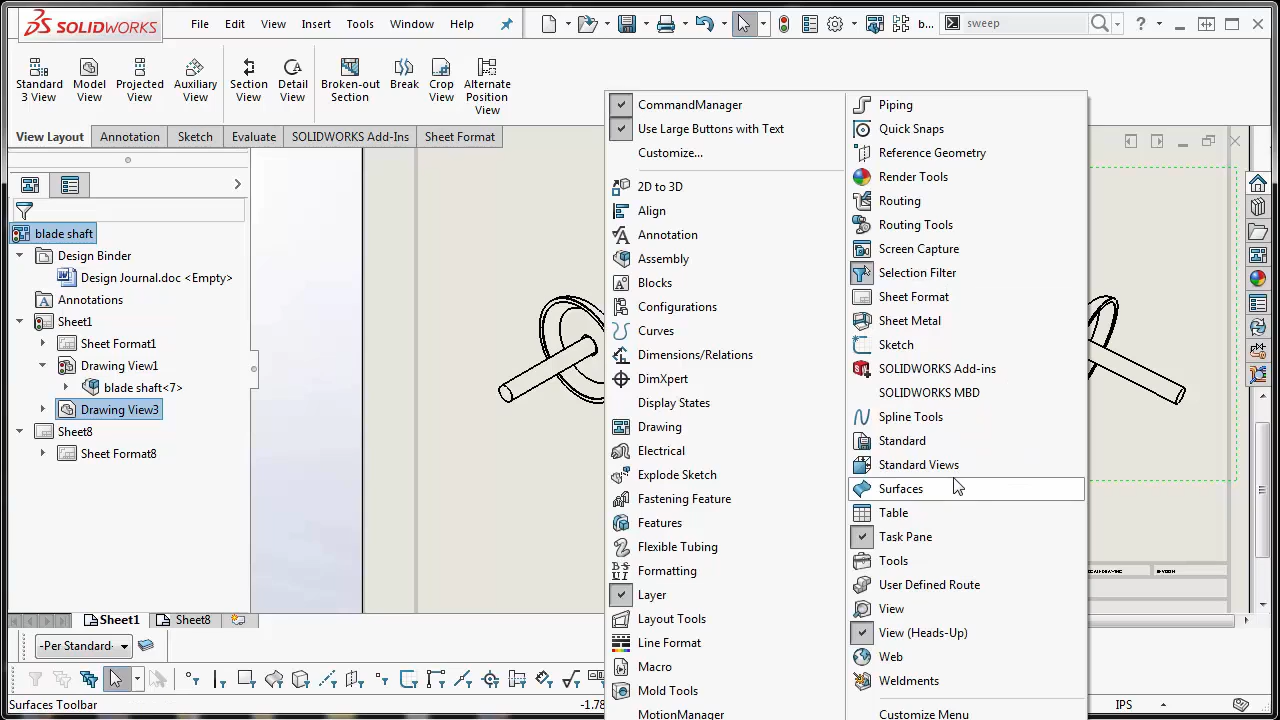 SOLIDWORKS
File Edit View Insert Tools Window Help
b...
sweep
Standard 3 View
Model View
Projected View
Auxiliary View
Section View
Detail View
Broken-out Section
Break
Crop View
Alternate Position View
View Layout
Annotation
Sketch
Evaluate
SOLIDWORKS Add-Ins
Sheet Format
blade shaft
Design Binder
Design Journal.doc <Empty>
Annotations
Sheet1
Sheet Format1
Drawing View1
blade shaft<7>
Drawing View3
Sheet8
Sheet Format8
CommandManager
Use Large Buttons with Text
Customize...
2D to 3D
Align
Annotation
Assembly
Blocks
Configurations
Curves
Dimensions/Relations
DimXpert
Display States
Drawing
Electrical
Explode Sketch
Fastening Feature
Features
Flexible Tubing
Formatting
Layer
Layout Tools
Line Format
Macro
Mold Tools
MotionManager
Piping
Quick Snaps
Reference Geometry
Render Tools
Routing
Routing Tools
Screen Capture
Selection Filter
Sheet Format
Sheet Metal
Sketch
SOLIDWORKS Add-ins
SOLIDWORKS MBD
Spline Tools
Standard
Standard Views
Surfaces
Table
Task Pane
Tools
User Defined Route
View
View (Heads-Up)
Web
Weldments
Customize Menu
Sheet1
Sheet8
-Per Standard-
Surfaces Toolbar
-1.78
IPS